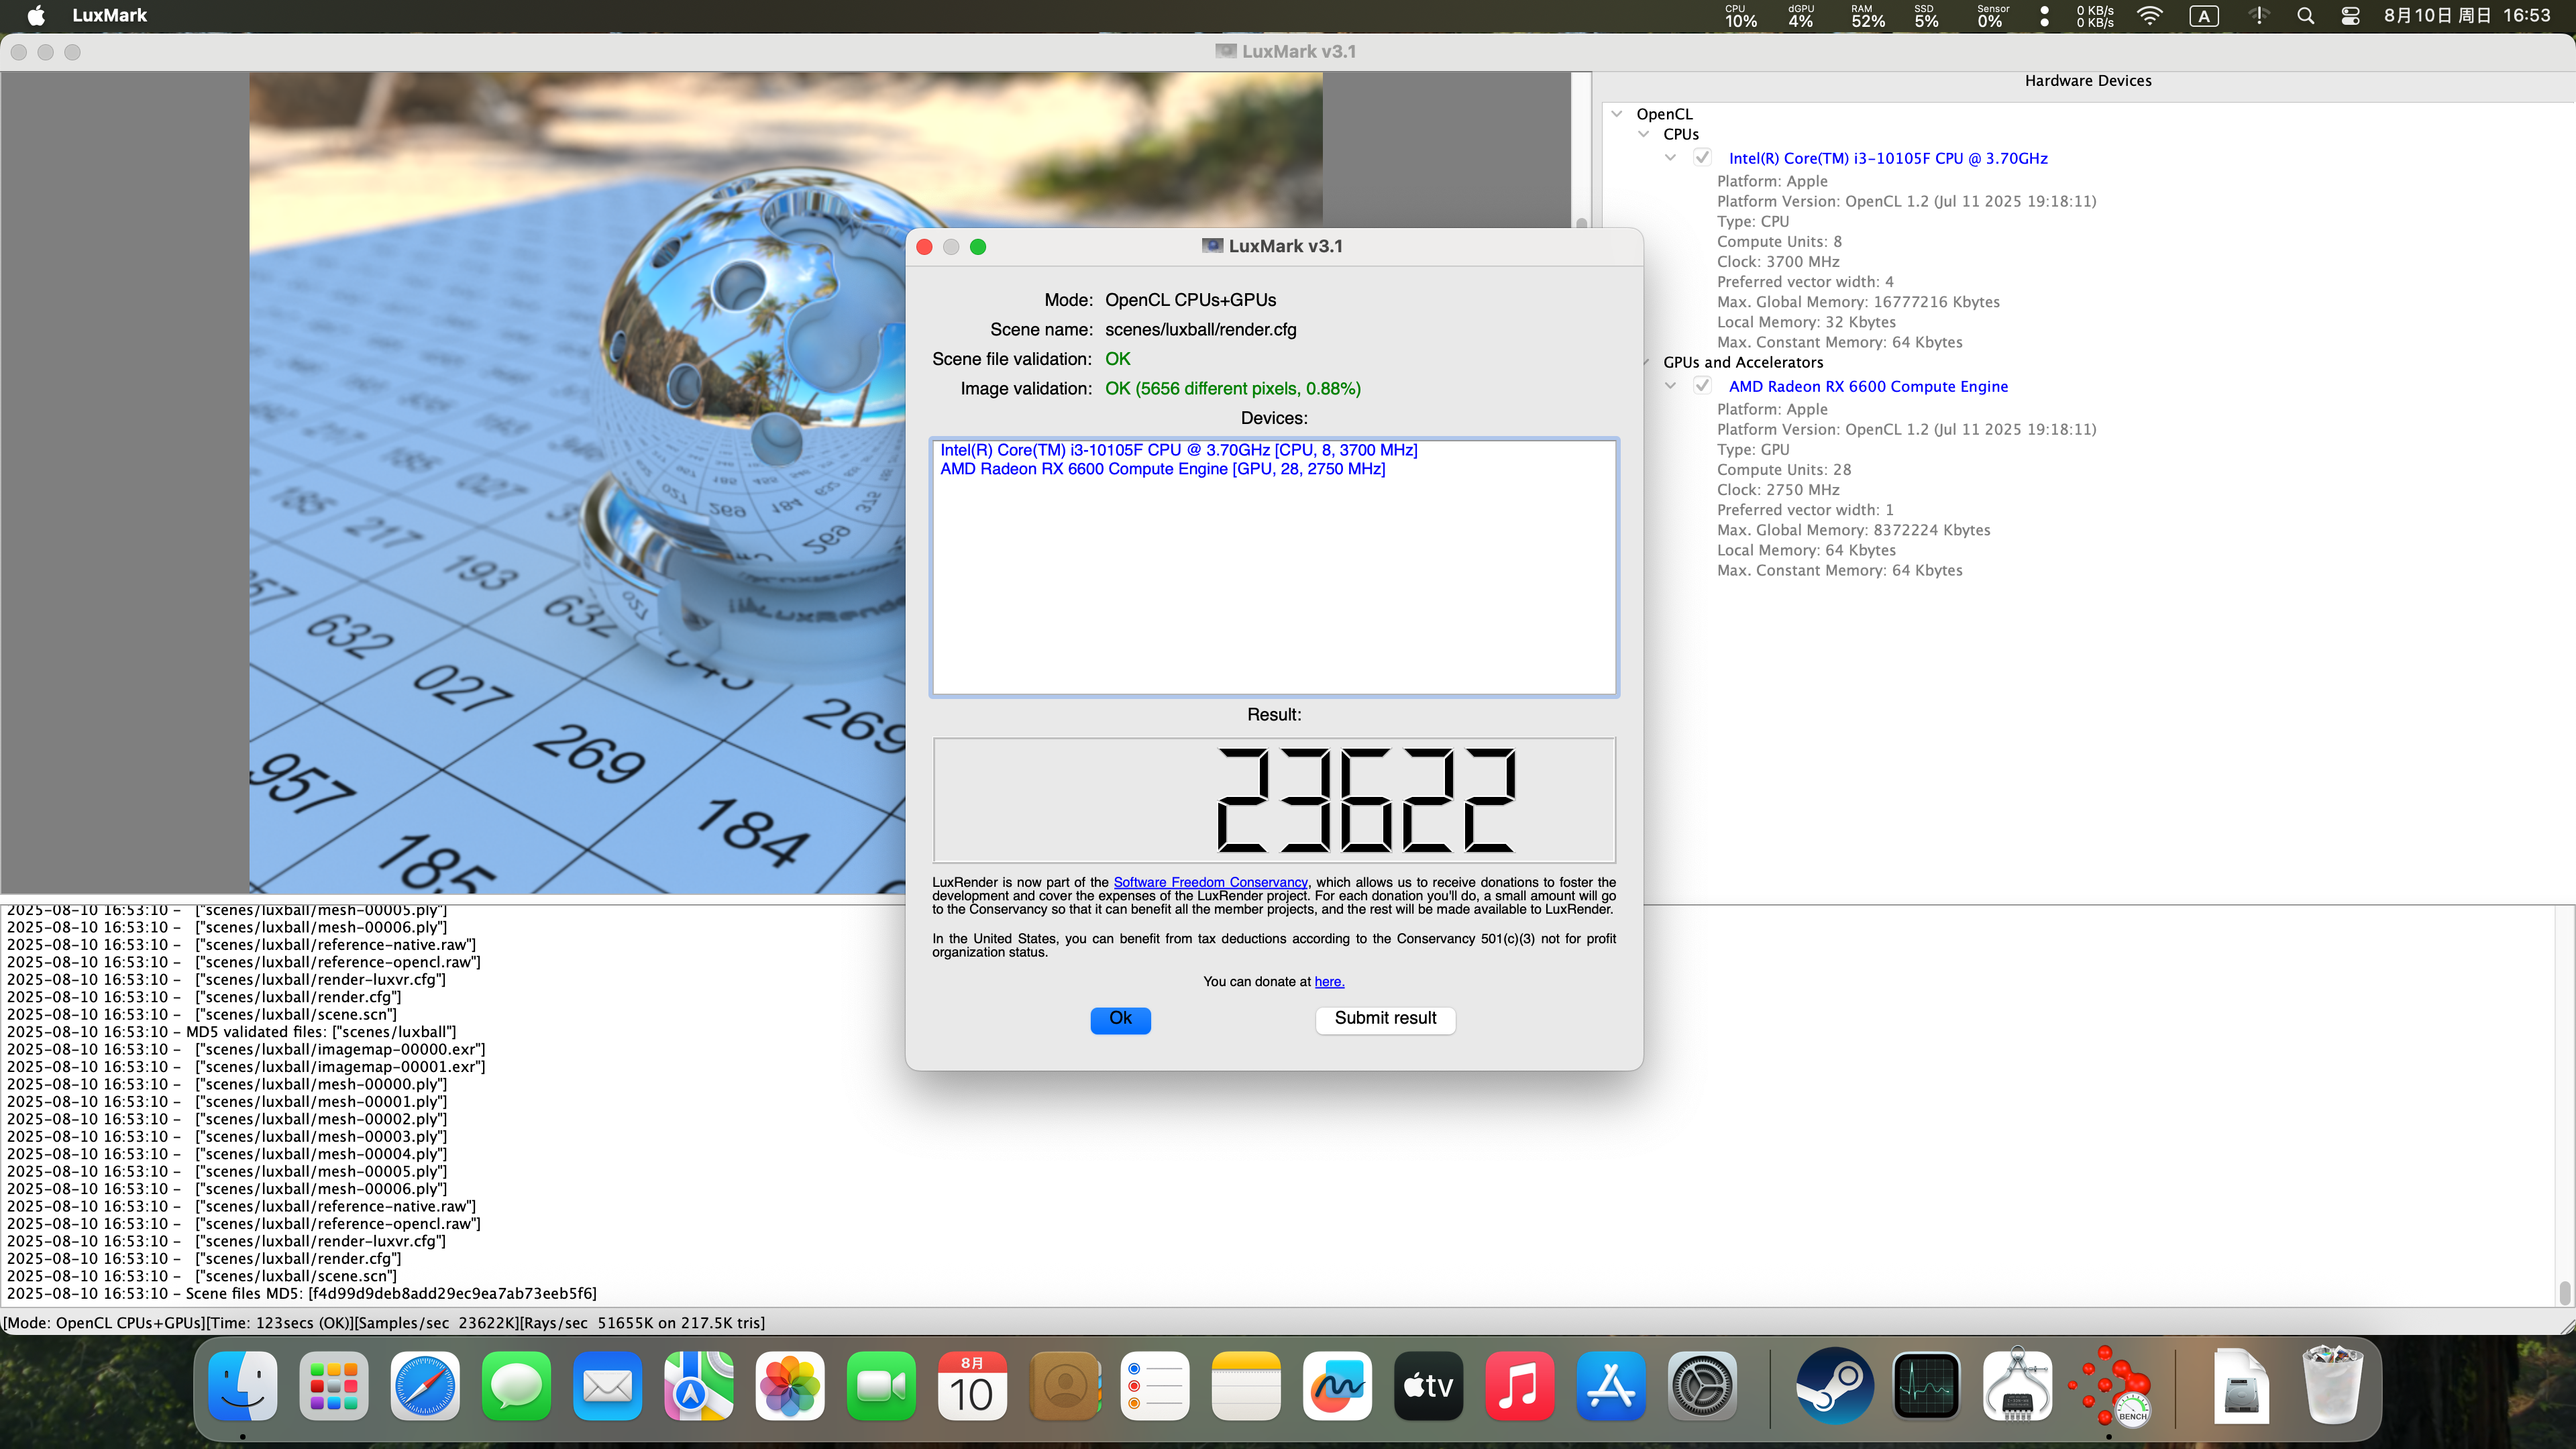 LuxMark
CPU 10% dGPU 4% RAM 52% SSD 5% Sensor 0% 0 KB/s 0 KB/s A 8月10日 周日 16:53
LuxMark v3.1
Hardware Devices
OpenCL
CPUs
Intel(R) Core(TM) i3-10105F CPU @ 3.70GHz
Platform: Apple
Platform Version: OpenCL 1.2 (Jul 11 2025 19:18:11)
Type: CPU
Compute Units: 8
Clock: 3700 MHz
Preferred vector width: 4
Max. Global Memory: 16777216 Kbytes
Local Memory: 32 Kbytes
Max. Constant Memory: 64 Kbytes
GPUs and Accelerators
AMD Radeon RX 6600 Compute Engine
Platform: Apple
Platform Version: OpenCL 1.2 (Jul 11 2025 19:18:11)
Type: GPU
Compute Units: 28
Clock: 2750 MHz
Preferred vector width: 1
Max. Global Memory: 8372224 Kbytes
Local Memory: 64 Kbytes
Max. Constant Memory: 64 Kbytes
LuxMark v3.1
Mode: OpenCL CPUs+GPUs
Scene name: scenes/luxball/render.cfg
Scene file validation: OK
Image validation: OK (5656 different pixels, 0.88%)
Devices:
Intel(R) Core(TM) i3-10105F CPU @ 3.70GHz [CPU, 8, 3700 MHz]
AMD Radeon RX 6600 Compute Engine [GPU, 28, 2750 MHz]
Result:
23622
LuxRender is now part of the Software Freedom Conservancy, which allows us to receive donations to foster the
development and cover the expenses of the LuxRender project. For each donation you'll do, a small amount will go
to the Conservancy so that it can benefit all the member projects, and the rest will be made available to LuxRender.
In the United States, you can benefit from tax deductions according to the Conservancy 501(c)(3) not for profit
organization status.
You can donate at here.
Ok
Submit result
185 217 027
193
632 632
027
269 269
957 184
185
2025-08-10 16:53:10 - ["scenes/luxball/mesh-00005.ply"]
2025-08-10 16:53:10 - ["scenes/luxball/mesh-00006.ply"]
2025-08-10 16:53:10 - ["scenes/luxball/reference-native.raw"]
2025-08-10 16:53:10 - ["scenes/luxball/reference-opencl.raw"]
2025-08-10 16:53:10 - ["scenes/luxball/render-luxvr.cfg"]
2025-08-10 16:53:10 - ["scenes/luxball/render.cfg"]
2025-08-10 16:53:10 - ["scenes/luxball/scene.scn"]
2025-08-10 16:53:10 - MD5 validated files: ["scenes/luxball"]
2025-08-10 16:53:10 - ["scenes/luxball/imagemap-00000.exr"]
2025-08-10 16:53:10 - ["scenes/luxball/imagemap-00001.exr"]
2025-08-10 16:53:10 - ["scenes/luxball/mesh-00000.ply"]
2025-08-10 16:53:10 - ["scenes/luxball/mesh-00001.ply"]
2025-08-10 16:53:10 - ["scenes/luxball/mesh-00002.ply"]
2025-08-10 16:53:10 - ["scenes/luxball/mesh-00003.ply"]
2025-08-10 16:53:10 - ["scenes/luxball/mesh-00004.ply"]
2025-08-10 16:53:10 - ["scenes/luxball/mesh-00005.ply"]
2025-08-10 16:53:10 - ["scenes/luxball/mesh-00006.ply"]
2025-08-10 16:53:10 - ["scenes/luxball/reference-native.raw"]
2025-08-10 16:53:10 - ["scenes/luxball/reference-opencl.raw"]
2025-08-10 16:53:10 - ["scenes/luxball/render-luxvr.cfg"]
2025-08-10 16:53:10 - ["scenes/luxball/render.cfg"]
2025-08-10 16:53:10 - ["scenes/luxball/scene.scn"]
2025-08-10 16:53:10 - Scene files MD5: [f4d99d9deb8add29ec9ea7ab73eeb5f6]
[Mode: OpenCL CPUs+GPUs][Time: 123secs (OK)][Samples/sec 23622K][Rays/sec 51655K on 217.5K tris]
8月
10
tv
BENCH